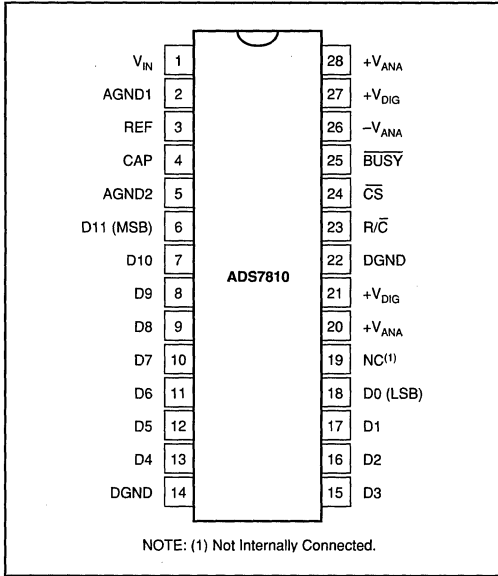 V_IN 1 28 +V_ANA
AGND1 2 27 +V_DIG
REF 3 26 –V_ANA
CAP 4 25 B̅U̅S̅Y̅
AGND2 5 24 C̅S̅
D11 (MSB) 6 23 R/C̅
D10 7 22 DGND
ADS7810
D9 8 21 +V_DIG
D8 9 20 +V_ANA
D7 10 19 NC(1)
D6 11 18 D0 (LSB)
D5 12 17 D1
D4 13 16 D2
DGND 14 15 D3
NOTE: (1) Not Internally Connected.